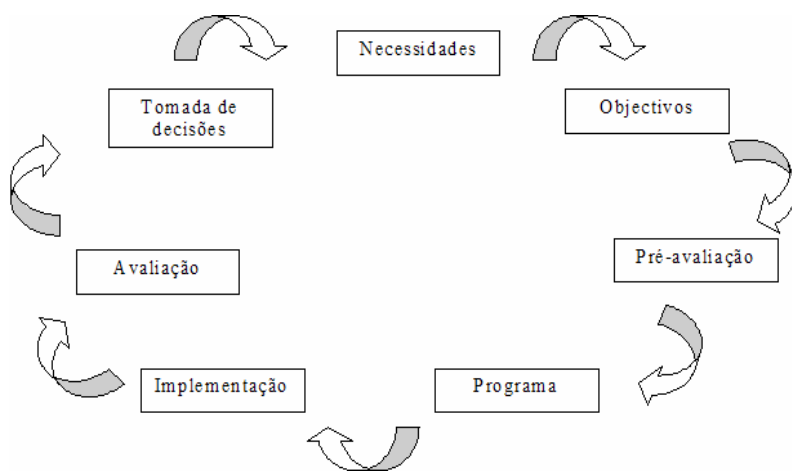 Necessidades
Objectivos
Pré-avaliação
Programa
Implementação
Avaliação
Tomada de
decisões